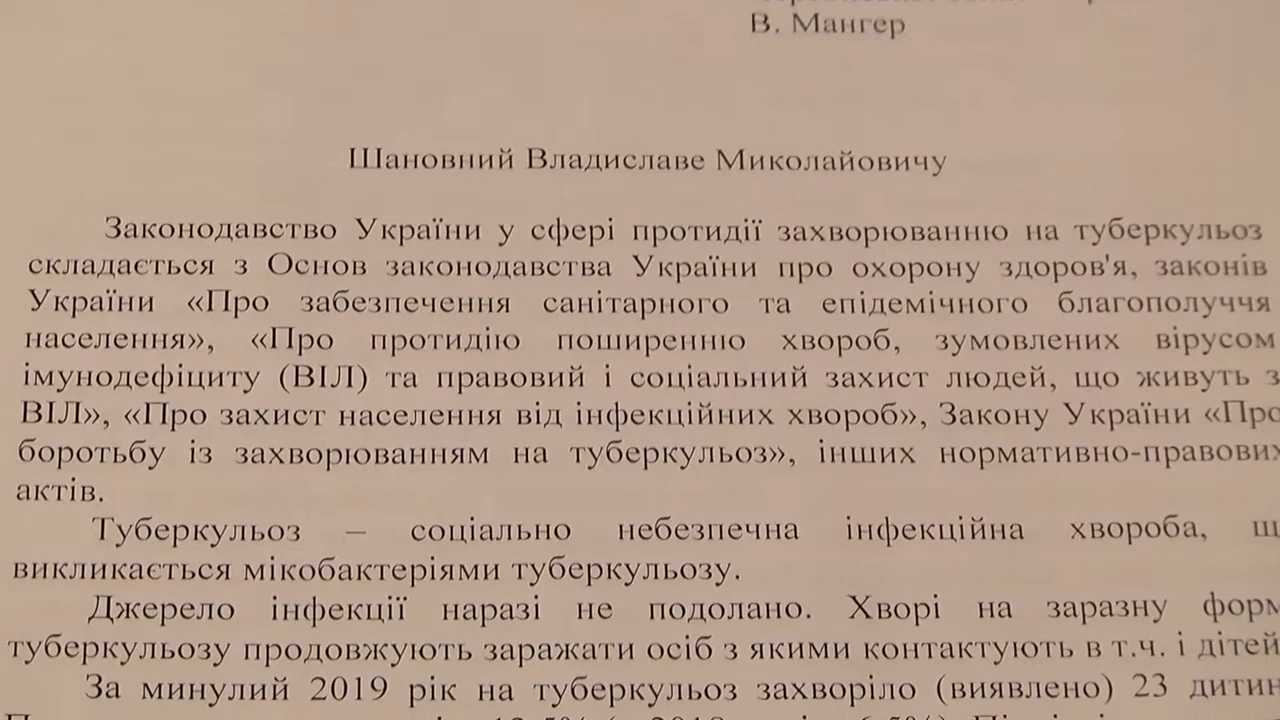 В. Мангер
Шановний Владиславе Миколайовичу
Законодавство України у сфері протидії захворюванню на туберкульоз
складається з Основ законодавства України про охорону здоров'я, законів
України «Про забезпечення санітарного та епідемічного благополуччя
населення», «Про протидію поширенню хвороб, зумовлених вірусом
імунодефіциту (ВІЛ) та правовий і соціальний захист людей, що живуть з
ВІЛ», «Про захист населення від інфекційних хвороб», Закону України «Про
боротьбу із захворюванням на туберкульоз», інших нормативно-правових
актів.
Туберкульоз – соціально небезпечна інфекційна хвороба,
викликається мікобактеріями туберкульозу.
Джерело інфекції наразі не подолано. Хворі на заразну форм
туберкульозу продовжують заражати осіб з якими контактують в т.ч. і дітей
За минулий 2019 рік на туберкульоз захворіло (виявлено) 23 дитин